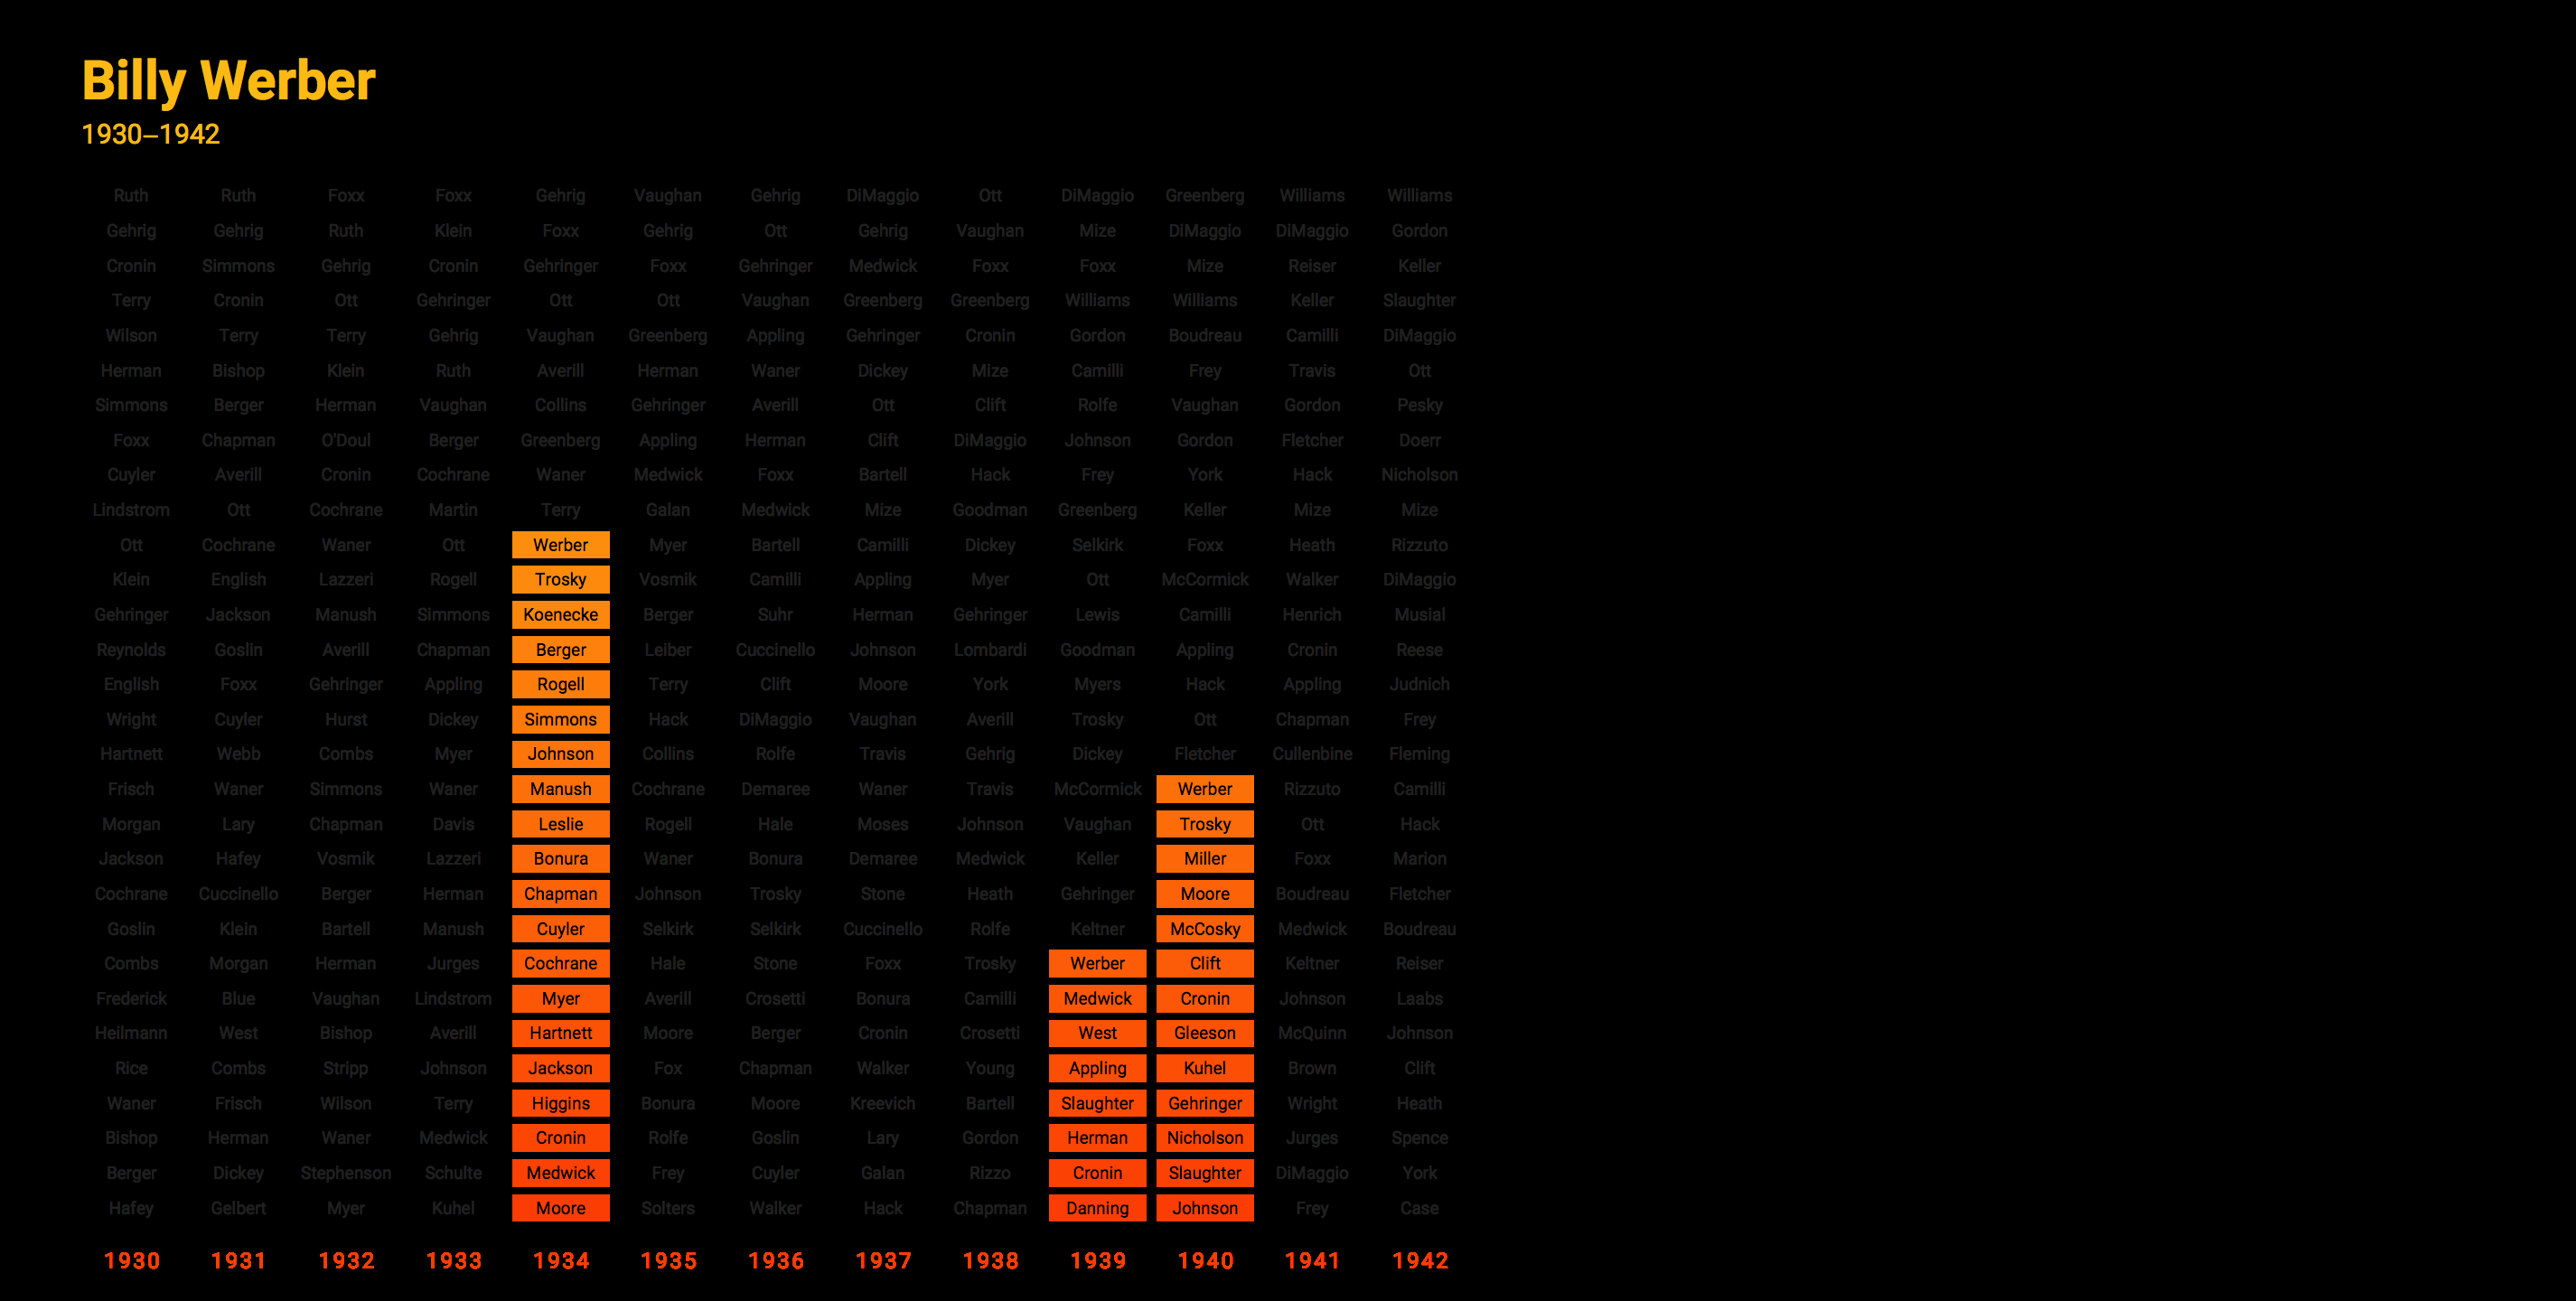 Billy Werber
1930–1942
Ruth Ruth Foxx Foxx Gehrig Vaughan Gehrig DiMaggio Ott DiMaggio Greenberg Williams Williams
Gehrig Gehrig Ruth Klein Foxx Gehrig Ott Gehrig Vaughan Mize DiMaggio DiMaggio Gordon
Cronin Simmons Gehrig Cronin Gehringer Foxx Gehringer Medwick Foxx Foxx Mize Reiser Keller
Terry Cronin Ott Gehringer Ott Ott Vaughan Greenberg Greenberg Williams Williams Keller Slaughter
Wilson Terry Terry Gehrig Vaughan Greenberg Appling Gehringer Cronin Gordon Boudreau Camilli DiMaggio
Herman Bishop Klein Ruth Averill Herman Waner Dickey Mize Camilli Frey Travis Ott
Simmons Berger Herman Vaughan Collins Gehringer Averill Ott Clift Rolfe Vaughan Gordon Pesky
Foxx Chapman O'Doul Berger Greenberg Appling Herman Clift DiMaggio Johnson Gordon Fletcher Doerr
Cuyler Averill Cronin Cochrane Waner Medwick Foxx Bartell Hack Frey York Hack Nicholson
Lindstrom Ott Cochrane Martin Terry Galan Medwick Mize Goodman Greenberg Keller Mize Mize
Ott Cochrane Waner Ott Werber Myer Bartell Camilli Dickey Selkirk Foxx Heath Rizzuto
Klein English Lazzeri Rogell Trosky Vosmik Camilli Appling Myer Ott McCormick Walker DiMaggio
Gehringer Jackson Manush Simmons Koenecke Berger Suhr Herman Gehringer Lewis Camilli Henrich Musial
Reynolds Goslin Averill Chapman Berger Leiber Cuccinello Johnson Lombardi Goodman Appling Cronin Reese
English Foxx Gehringer Appling Rogell Terry Clift Moore York Myers Hack Appling Judnich
Wright Cuyler Hurst Dickey Simmons Hack DiMaggio Vaughan Averill Trosky Ott Chapman Frey
Hartnett Webb Combs Myer Johnson Collins Rolfe Travis Gehrig Dickey Fletcher Cullenbine Fleming
Frisch Waner Simmons Waner Manush Cochrane Demaree Waner Travis McCormick Werber Rizzuto Camilli
Morgan Lary Chapman Davis Leslie Rogell Hale Moses Johnson Vaughan Trosky Ott Hack
Jackson Hafey Vosmik Lazzeri Bonura Waner Bonura Demaree Medwick Keller Miller Foxx Marion
Cochrane Cuccinello Berger Herman Chapman Johnson Trosky Stone Heath Gehringer Moore Boudreau Fletcher
Goslin Klein Bartell Manush Cuyler Selkirk Selkirk Cuccinello Rolfe Keltner McCosky Medwick Boudreau
Combs Morgan Herman Jurges Cochrane Hale Stone Foxx Trosky Werber Clift Keltner Reiser
Frederick Blue Vaughan Lindstrom Myer Averill Crosetti Bonura Camilli Medwick Cronin Johnson Laabs
Heilmann West Bishop Averill Hartnett Moore Berger Cronin Crosetti West Gleeson McQuinn Johnson
Rice Combs Stripp Johnson Jackson Fox Chapman Walker Young Appling Kuhel Brown Clift
Waner Frisch Wilson Terry Higgins Bonura Moore Kreevich Bartell Slaughter Gehringer Wright Heath
Bishop Herman Waner Medwick Cronin Rolfe Goslin Lary Gordon Herman Nicholson Jurges Spence
Berger Dickey Stephenson Schulte Medwick Frey Cuyler Galan Rizzo Cronin Slaughter DiMaggio York
Hafey Gelbert Myer Kuhel Moore Solters Walker Hack Chapman Danning Johnson Frey Case
1930 1931 1932 1933 1934 1935 1936 1937 1938 1939 1940 1941 1942